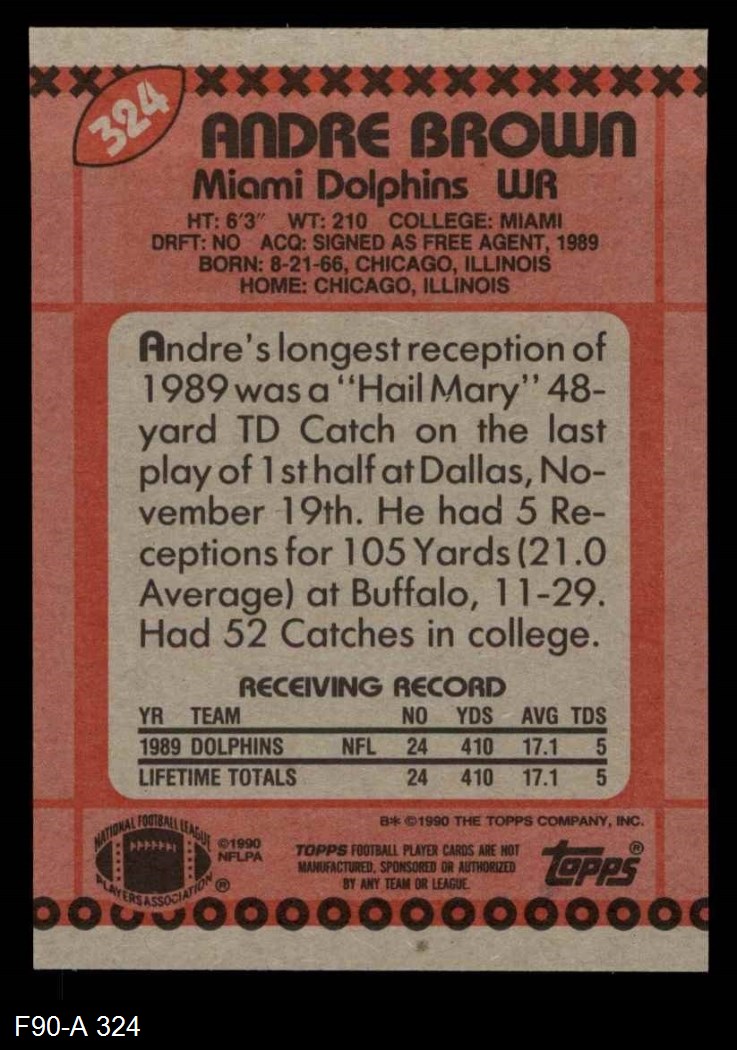 324
ANDRE BROWN
Miami Dolphins WR
HT: 6'3" WT: 210 COLLEGE: MIAMI
DRFT: NO ACQ: SIGNED AS FREE AGENT, 1989
BORN: 8-21-66, CHICAGO, ILLINOIS
HOME: CHICAGO, ILLINOIS
Andre's longest reception of
1989 was a "Hail Mary" 48-
yard TD Catch on the last
play of 1st half at Dallas, No-
vember 19th. He had 5 Re-
ceptions for 105 Yards (21.0
Average) at Buffalo, 11-29.
Had 52 Catches in college.
RECEIVING RECORD
YR TEAM NO YDS AVG TDS
1989 DOLPHINS NFL 24 410 17.1 5
LIFETIME TOTALS 24 410 17.1 5
B* ©1990 THE TOPPS COMPANY, INC.
NATIONAL FOOTBALL LEAGUE
PLAYERS ASSOCIATION ®
©1990
NFLPA
TOPPS FOOTBALL PLAYER CARDS ARE NOT
MANUFACTURED, SPONSORED OR AUTHORIZED
BY ANY TEAM OR LEAGUE.
topps®
F90-A 324